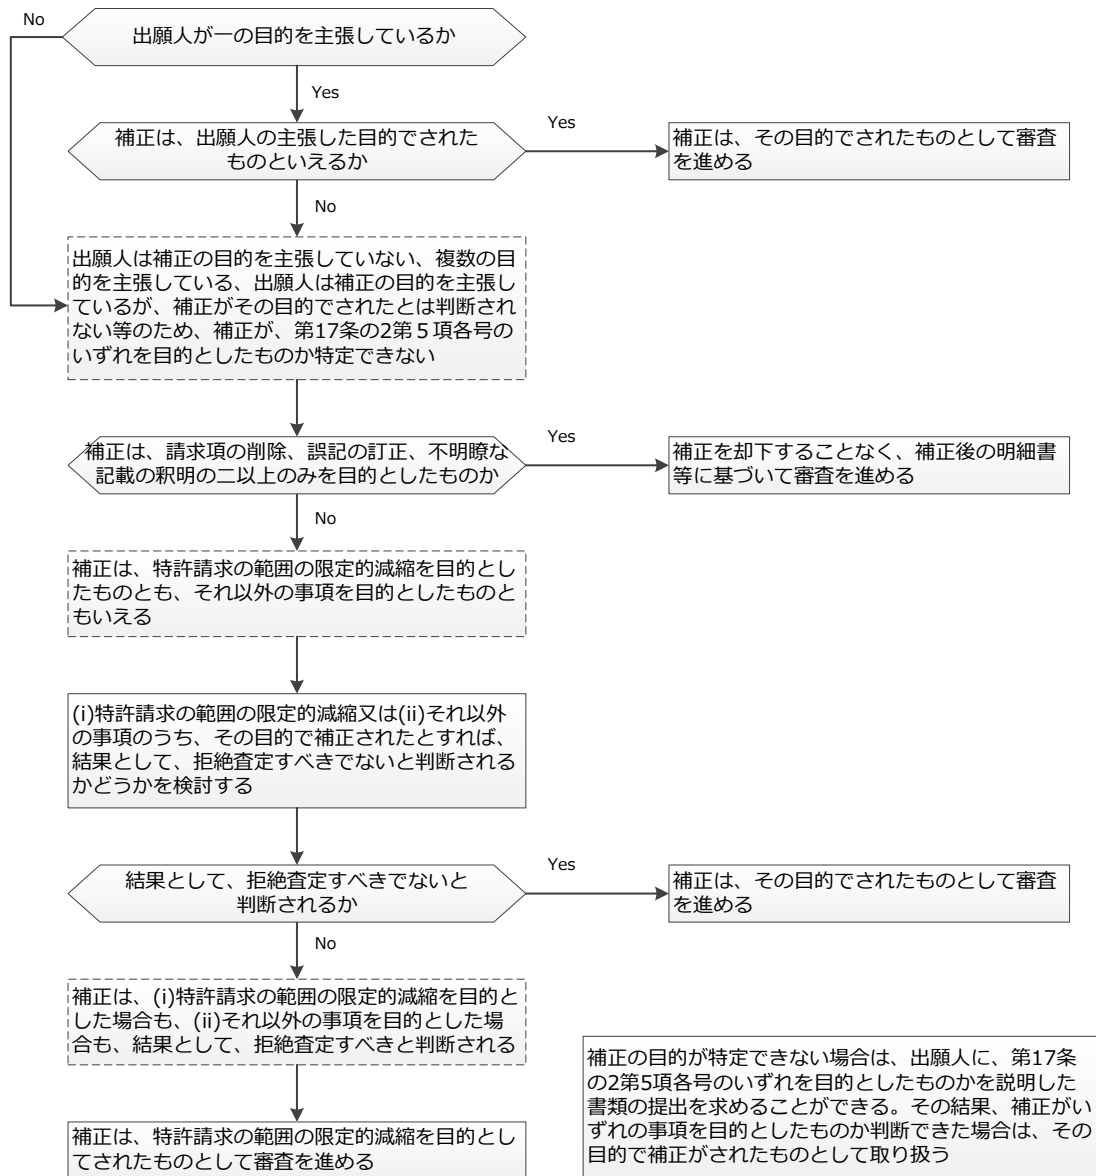 No
出願人が一の目的を主張しているか
Yes
補正は、出願人の主張した目的でされた
ものといえるか
Yes
補正は、その目的でされたものとして審査
を進める
No
出願人は補正の目的を主張していない、複数の目
的を主張している、出願人は補正の目的を主張し
ているが、補正がその目的でされたとは判断され
ない等のため、補正が、第17条の2第５項各号の
いずれを目的としたものか特定できない
補正は、請求項の削除、誤記の訂正、不明瞭な
記載の釈明の二以上のみを目的としたものか
Yes
補正を却下することなく、補正後の明細書
等に基づいて審査を進める
No
補正は、特許請求の範囲の限定的減縮を目的とし
たものとも、それ以外の事項を目的としたものと
もいえる
(i)特許請求の範囲の限定的減縮又は(ii)それ以外
の事項のうち、その目的で補正されたとすれば、
結果として、拒絶査定すべきでないと判断される
かどうかを検討する
結果として、拒絶査定すべきでないと
判断されるか
Yes
補正は、その目的でされたものとして審査
を進める
No
補正は、(i)特許請求の範囲の限定的減縮を目的と
した場合も、(ii)それ以外の事項を目的とした場
合も、結果として、拒絶査定すべきと判断される
補正は、特許請求の範囲の限定的減縮を目的とし
てされたものとして審査を進める
補正の目的が特定できない場合は、出願人に、第17条
の2第5項各号のいずれを目的としたものかを説明した
書類の提出を求めることができる。その結果、補正がい
ずれの事項を目的としたものか判断できた場合は、その
目的で補正がされたものとして取り扱う